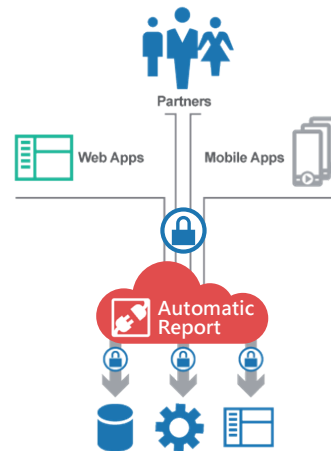 Partners
Web Apps
Mobile Apps
Automatic
Report